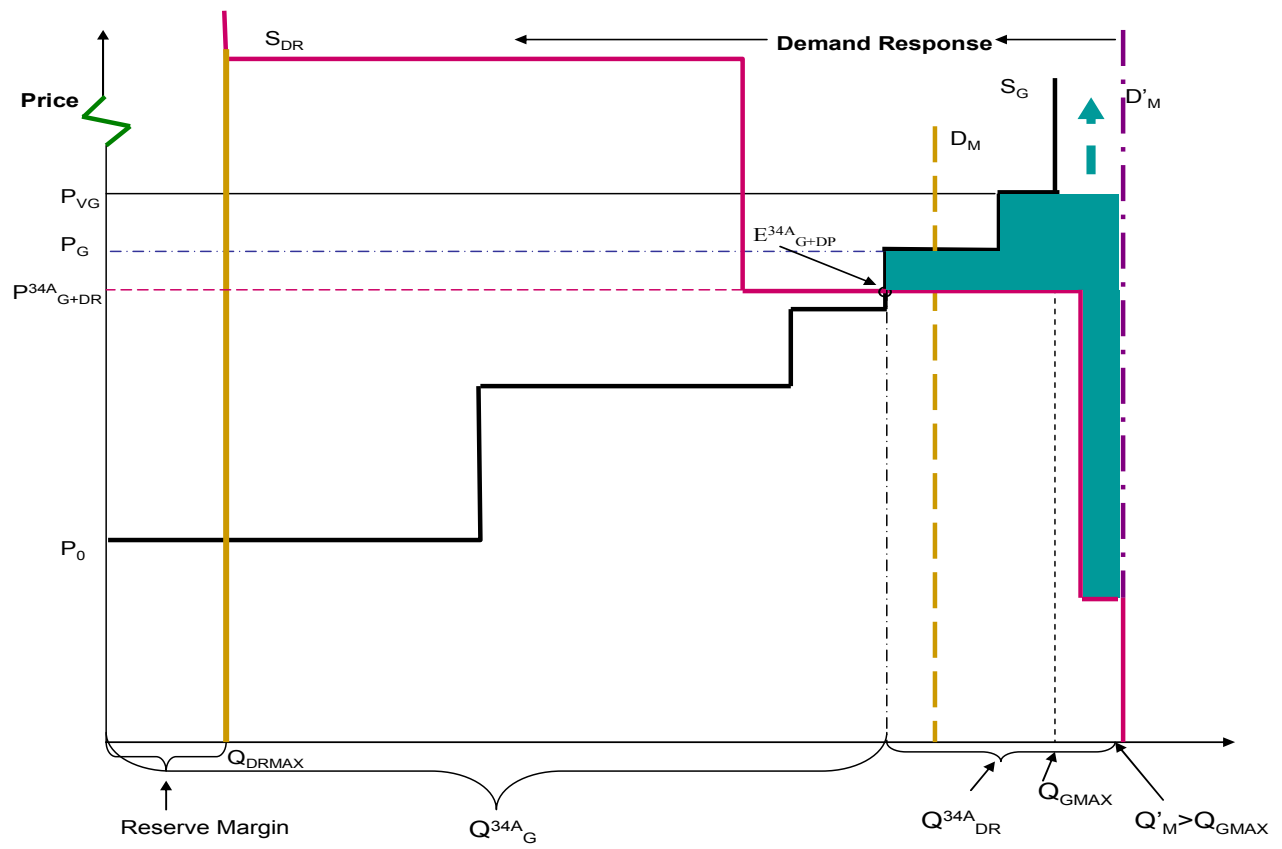 S_DR
Demand Response
Price
S_G
D'_M
D_M
P_VG
E^34A_G+DP
P_G
P^34A_G+DR
P_0
Q_DRMAX
Q_GMAX
Reserve Margin
Q^34A_G
Q^34A_DR
Q'_M>Q_GMAX